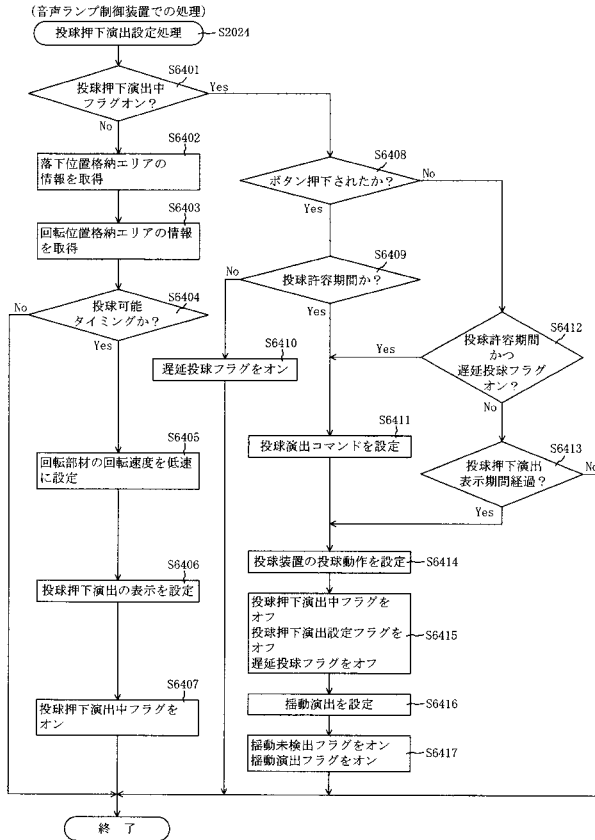 (音声ランプ制御装置での処理)
投球押下演出設定処理
S2024
S6401
投球押下演出中
フラグオン?
Yes
No
S6402
落下位置格納エリアの
情報を取得
S6403
回転位置格納エリアの情報
を取得
S6404
投球可能
タイミングか?
No
Yes
S6405
回転部材の回転速度を低速
に設定
S6406
投球押下演出の表示を設定
S6407
投球押下演出中フラグを
オン
終 了
S6408
ボタン押下されたか?
No
Yes
S6409
投球許容期間か?
No
Yes
S6410
遅延投球フラグをオン
S6411
投球演出コマンドを設定
S6412
投球許容期間
かつ
遅延投球フラグ
オン?
Yes
No
S6413
投球押下演出
表示期間経過?
No
Yes
投球装置の投球動作を設定
S6414
投球押下演出中フラグを
オフ
投球押下演出設定フラグを
オフ
遅延投球フラグをオフ
S6415
揺動演出を設定
S6416
揺動未検出フラグをオン
揺動演出フラグをオン
S6417